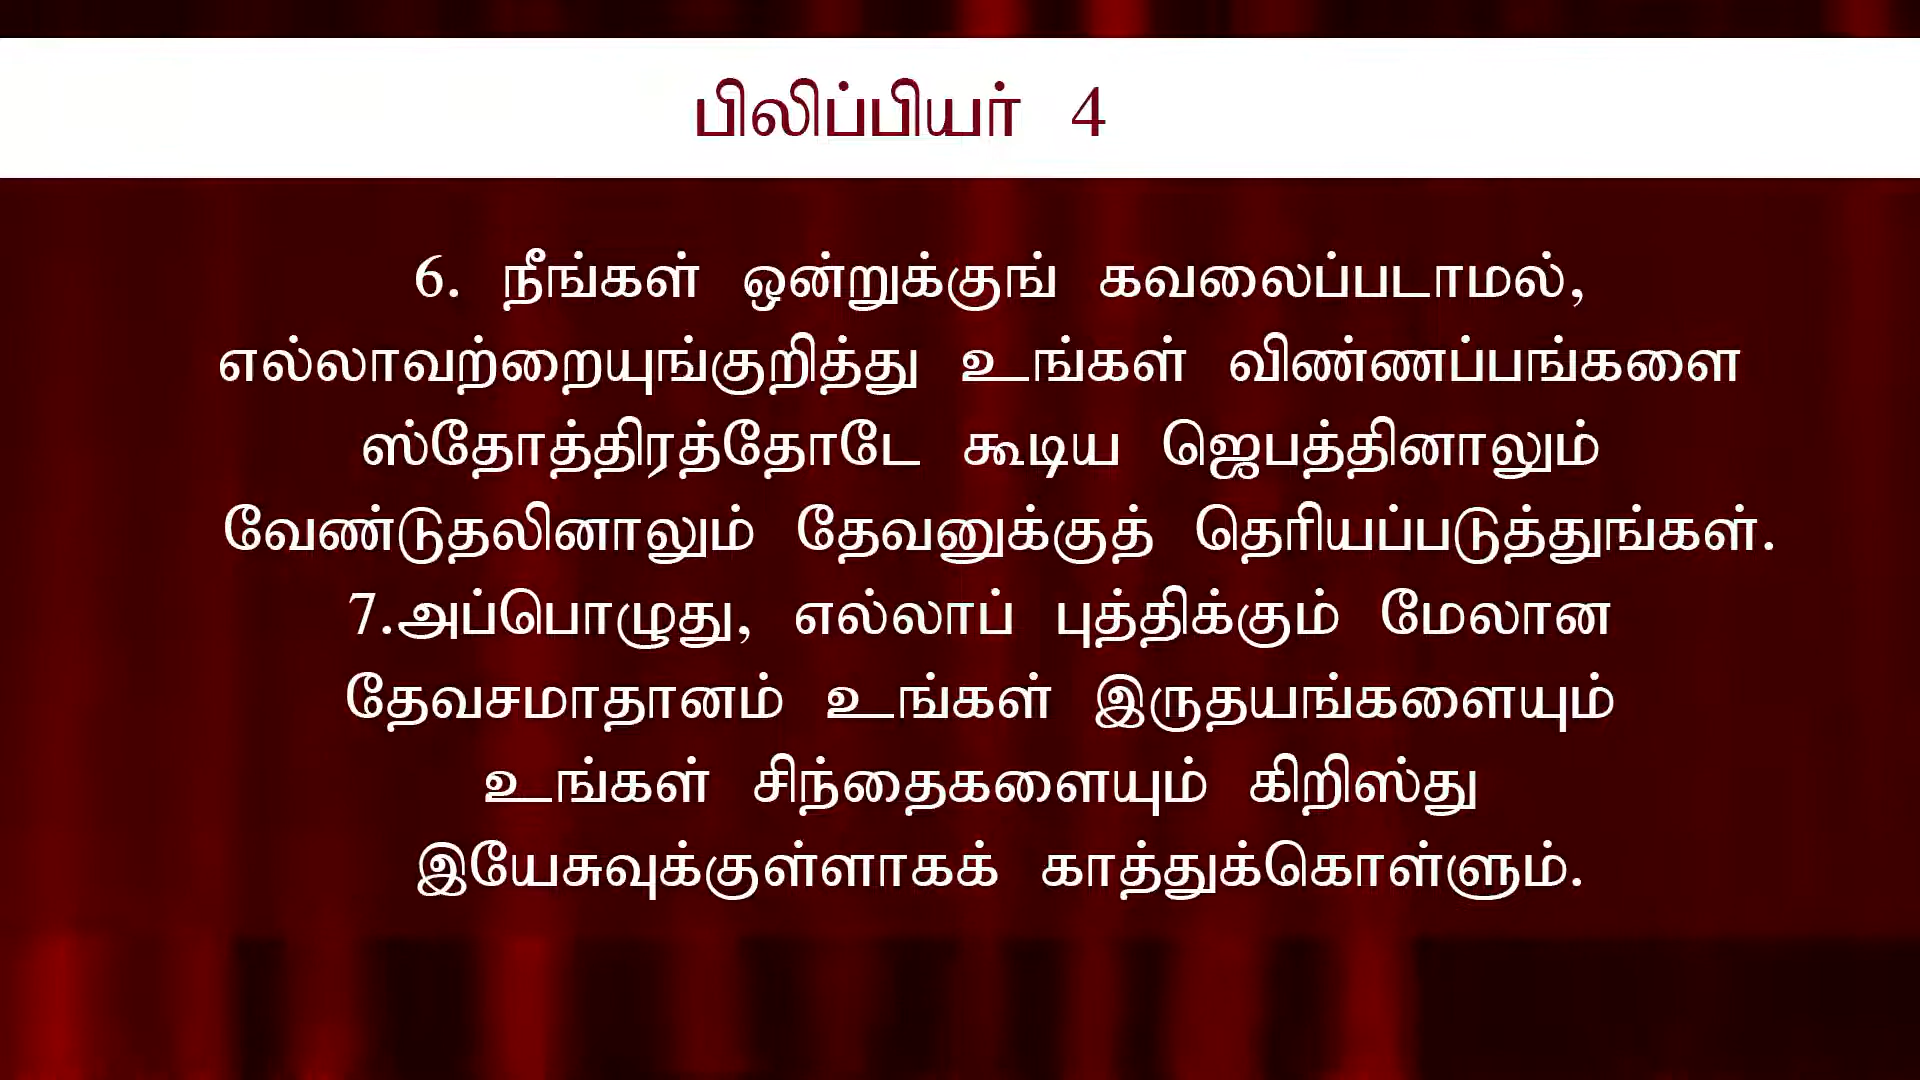 பிலிப்பியர் 4
6. நீங்கள் ஒன்றுக்குங் கவலைப்படாமல்,
எல்லாவற்றையுங்குறித்து உங்கள் விண்ணப்பங்களை
ஸ்தோத்திரத்தோடே கூடிய ஜெபத்தினாலும்
வேண்டுதலினாலும் தேவனுக்குத் தெரியப்படுத்துங்கள்.
7.அப்பொழுது, எல்லாப் புத்திக்கும் மேலான
தேவசமாதானம் உங்கள் இருதயங்களையும்
உங்கள் சிந்தைகளையும் கிறிஸ்து
இயேசுவுக்குள்ளாகக் காத்துக்கொள்ளும்.